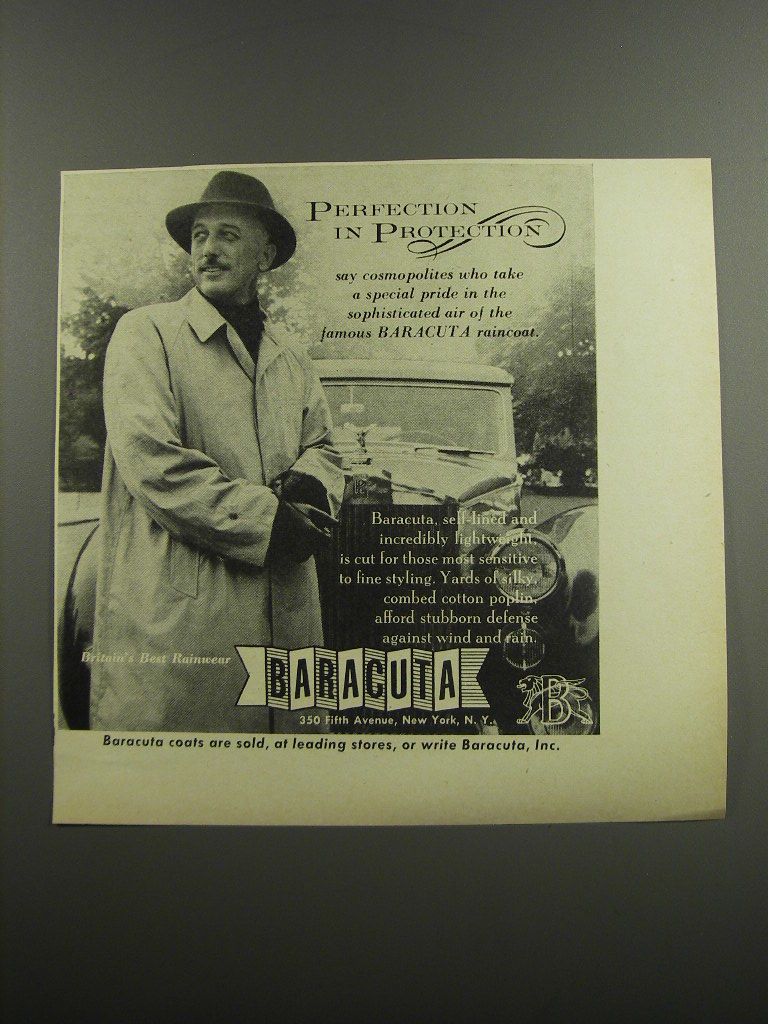 PERFECTION
IN PROTECTION
say cosmopolites who take
a special pride in the
sophisticated air of the
famous BARACUTA raincoat.
Baracuta, self-lined and
incredibly lightweight,
is cut for those most sensitive
to fine styling. Yards of silky,
combed cotton poplin,
afford stubborn defense
against wind and rain.
Britain's Best Rainwear
BARACUTA
350 Fifth Avenue, New York, N. Y.
B
Baracuta coats are sold, at leading stores, or write Baracuta, Inc.